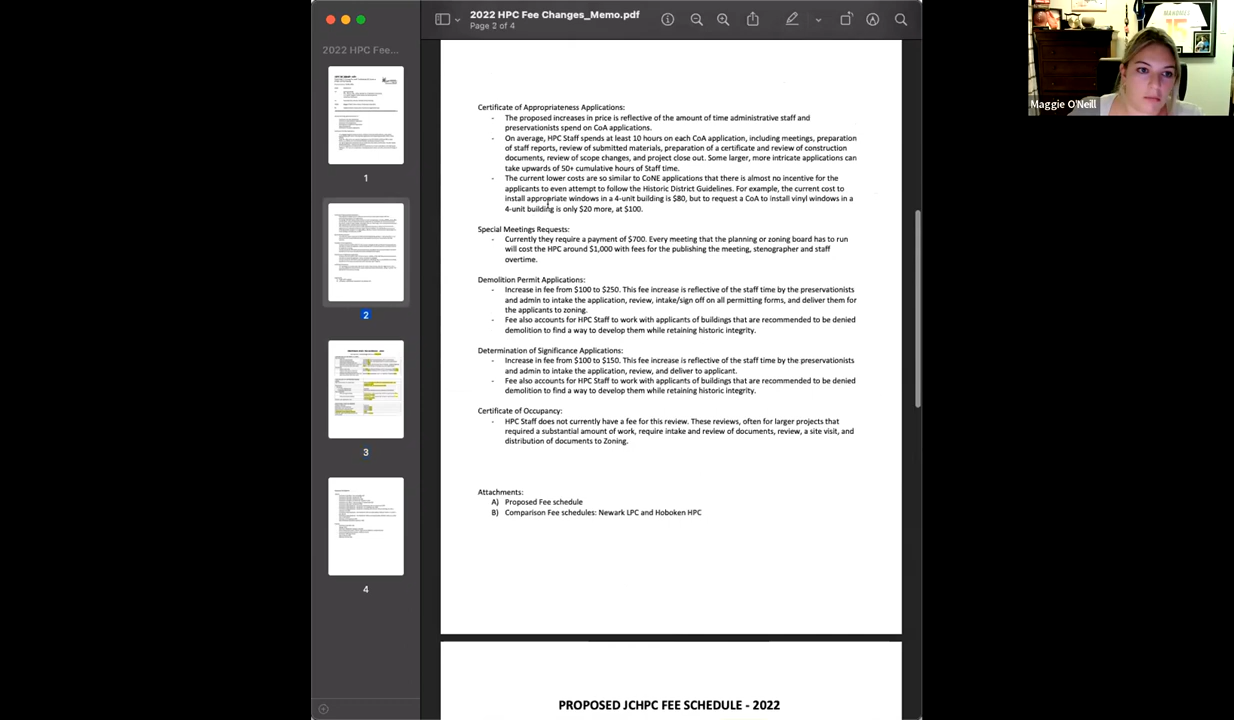 2022 HPC Fee Changes_Memo.pdf
Page 2 of 4
2022 HPC Fee...
1
2
3
4
Certificate of Appropriateness Applications:
- The proposed increases in price is reflective of the amount of time administrative staff and
preservationists spend on CoA applications.
- On average, HPC Staff spends at least 10 hours on each CoA application, including meetings, preparation
of staff reports, review of submitted materials, preparation of a certificate and review of construction
documents, review of scope changes, and project close out. Some larger, more intricate applications can
take upwards of 50+ cumulative hours of Staff time.
- The current lower costs are so similar to CoNE applications that there is almost no incentive for the
applicants to even attempt to follow the Historic District Guidelines. For example, the current cost to
install appropriate windows in a 4-unit building is $80, but to request a CoA to install vinyl windows in a
4-unit building is only $20 more, at $100.
Special Meetings Requests:
- Currently they require a payment of $700. Every meeting that the planning or zoning board has to run
will cost the HPC around $1,000 with fees for the publishing the meeting, stenographer and staff
overtime.
Demolition Permit Applications:
- Increase in fee from $100 to $250. This fee increase is reflective of the staff time by the preservationists
and admin to intake the application, review, intake/sign off on all permitting forms, and deliver them for
the applicants to zoning.
- Fee also accounts for HPC Staff to work with applicants of buildings that are recommended to be denied
demolition to find a way to develop them while retaining historic integrity.
Determination of Significance Applications:
- Increase in fee from $100 to $150. This fee increase is reflective of the staff time by the preservationists
and admin to intake the application, review, and deliver to applicant.
- Fee also accounts for HPC Staff to work with applicants of buildings that are recommended to be denied
demolition to find a way to develop them while retaining historic integrity.
Certificate of Occupancy:
- HPC Staff does not currently have a fee for this review. These reviews, often for larger projects that
required a substantial amount of work, require intake and review of documents, review, a site visit, and
distribution of documents to Zoning.
Attachments:
A) Proposed Fee schedule
B) Comparison Fee schedules: Newark LPC and Hoboken HPC
PROPOSED JCHPC FEE SCHEDULE - 2022
Maggie O'Neill